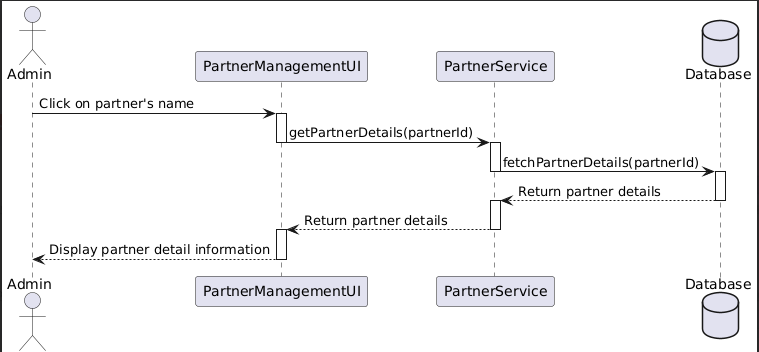 Admin
PartnerManagementUI
PartnerService
Database
Click on partner's name
getPartnerDetails(partnerId)
fetchPartnerDetails(partnerId)
Return partner details
Return partner details
Display partner detail information
Admin
PartnerManagementUI
PartnerService
Database